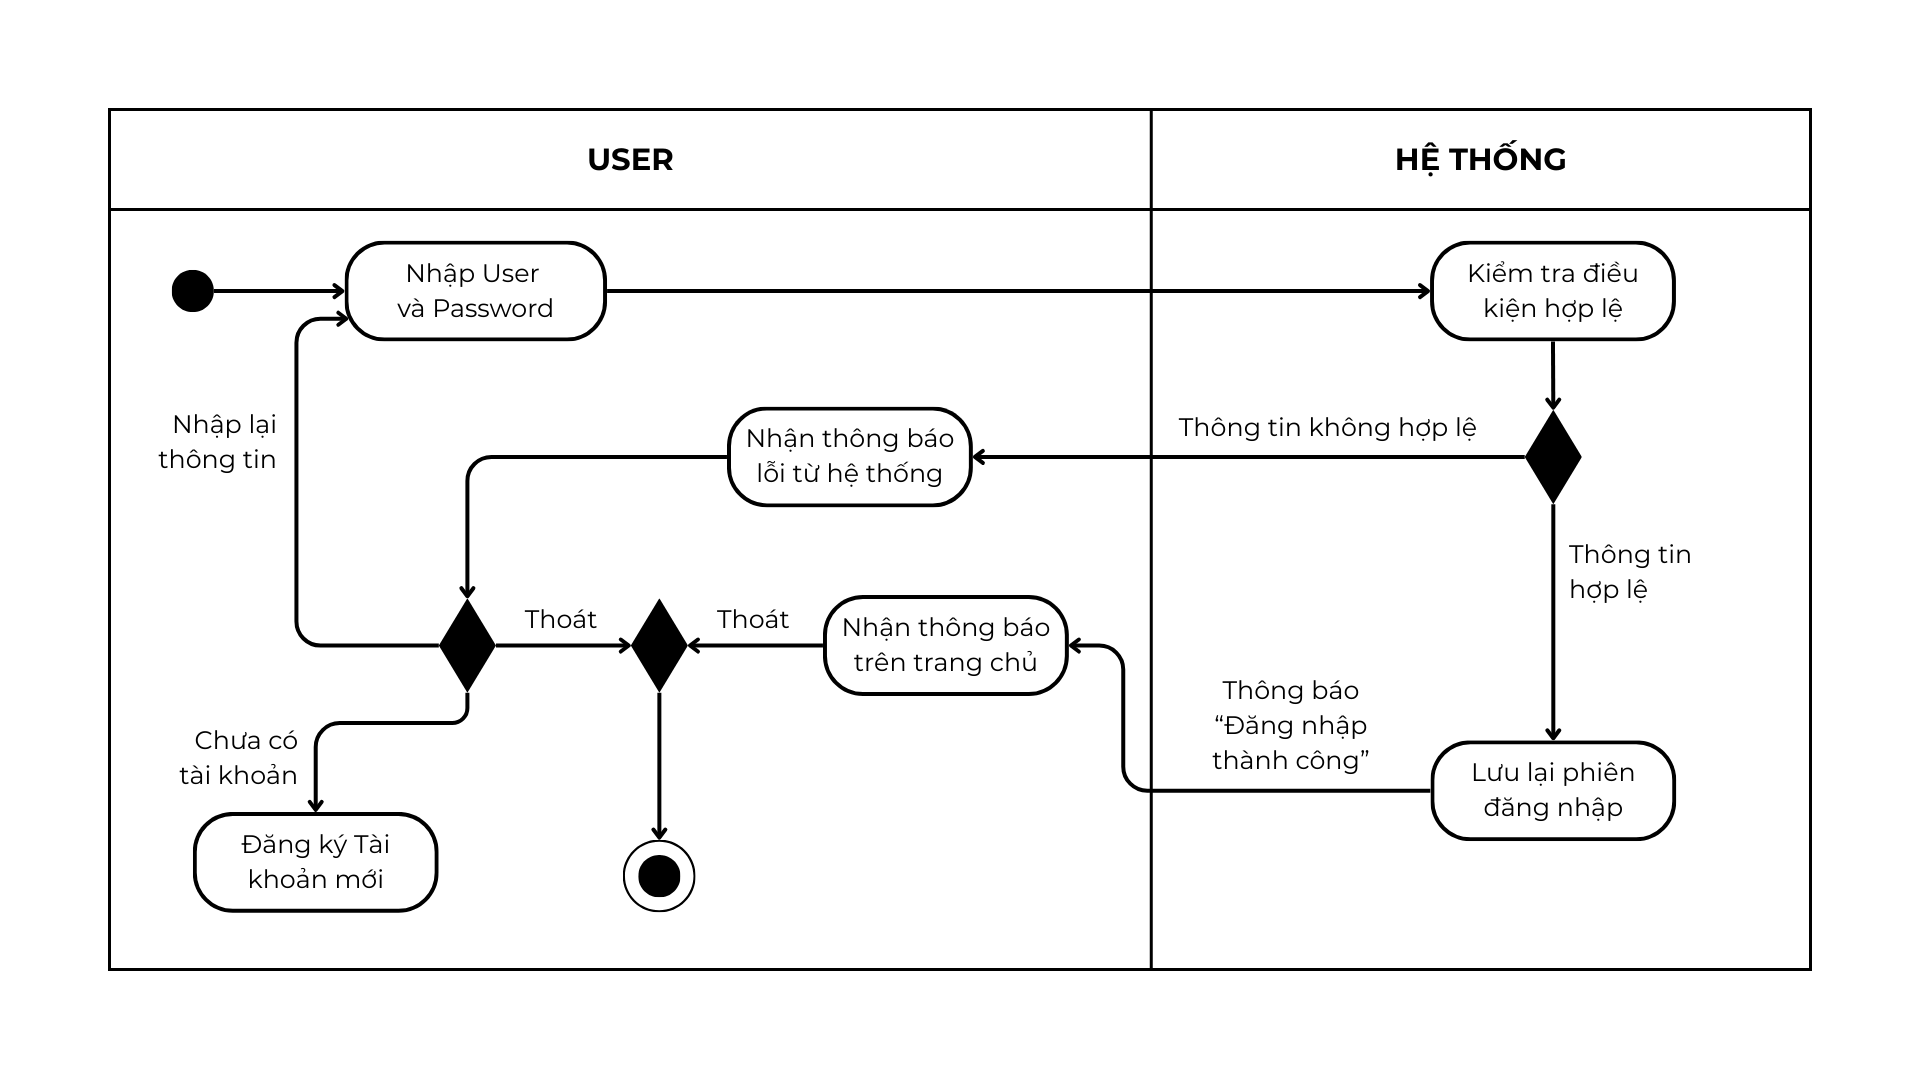 USER
HỆ THỐNG
Nhập User
và Password
Kiểm tra điều
kiện hợp lệ
Nhập lại
thông tin
Nhận thông báo
lỗi từ hệ thống
Thông tin không hợp lệ
Thông tin
hợp lệ
Thoát
Thoát
Nhận thông báo
trên trang chủ
Thông báo
“Đăng nhập
thành công”
Chưa có
tài khoản
Lưu lại phiên
đăng nhập
Đăng ký Tài
khoản mới